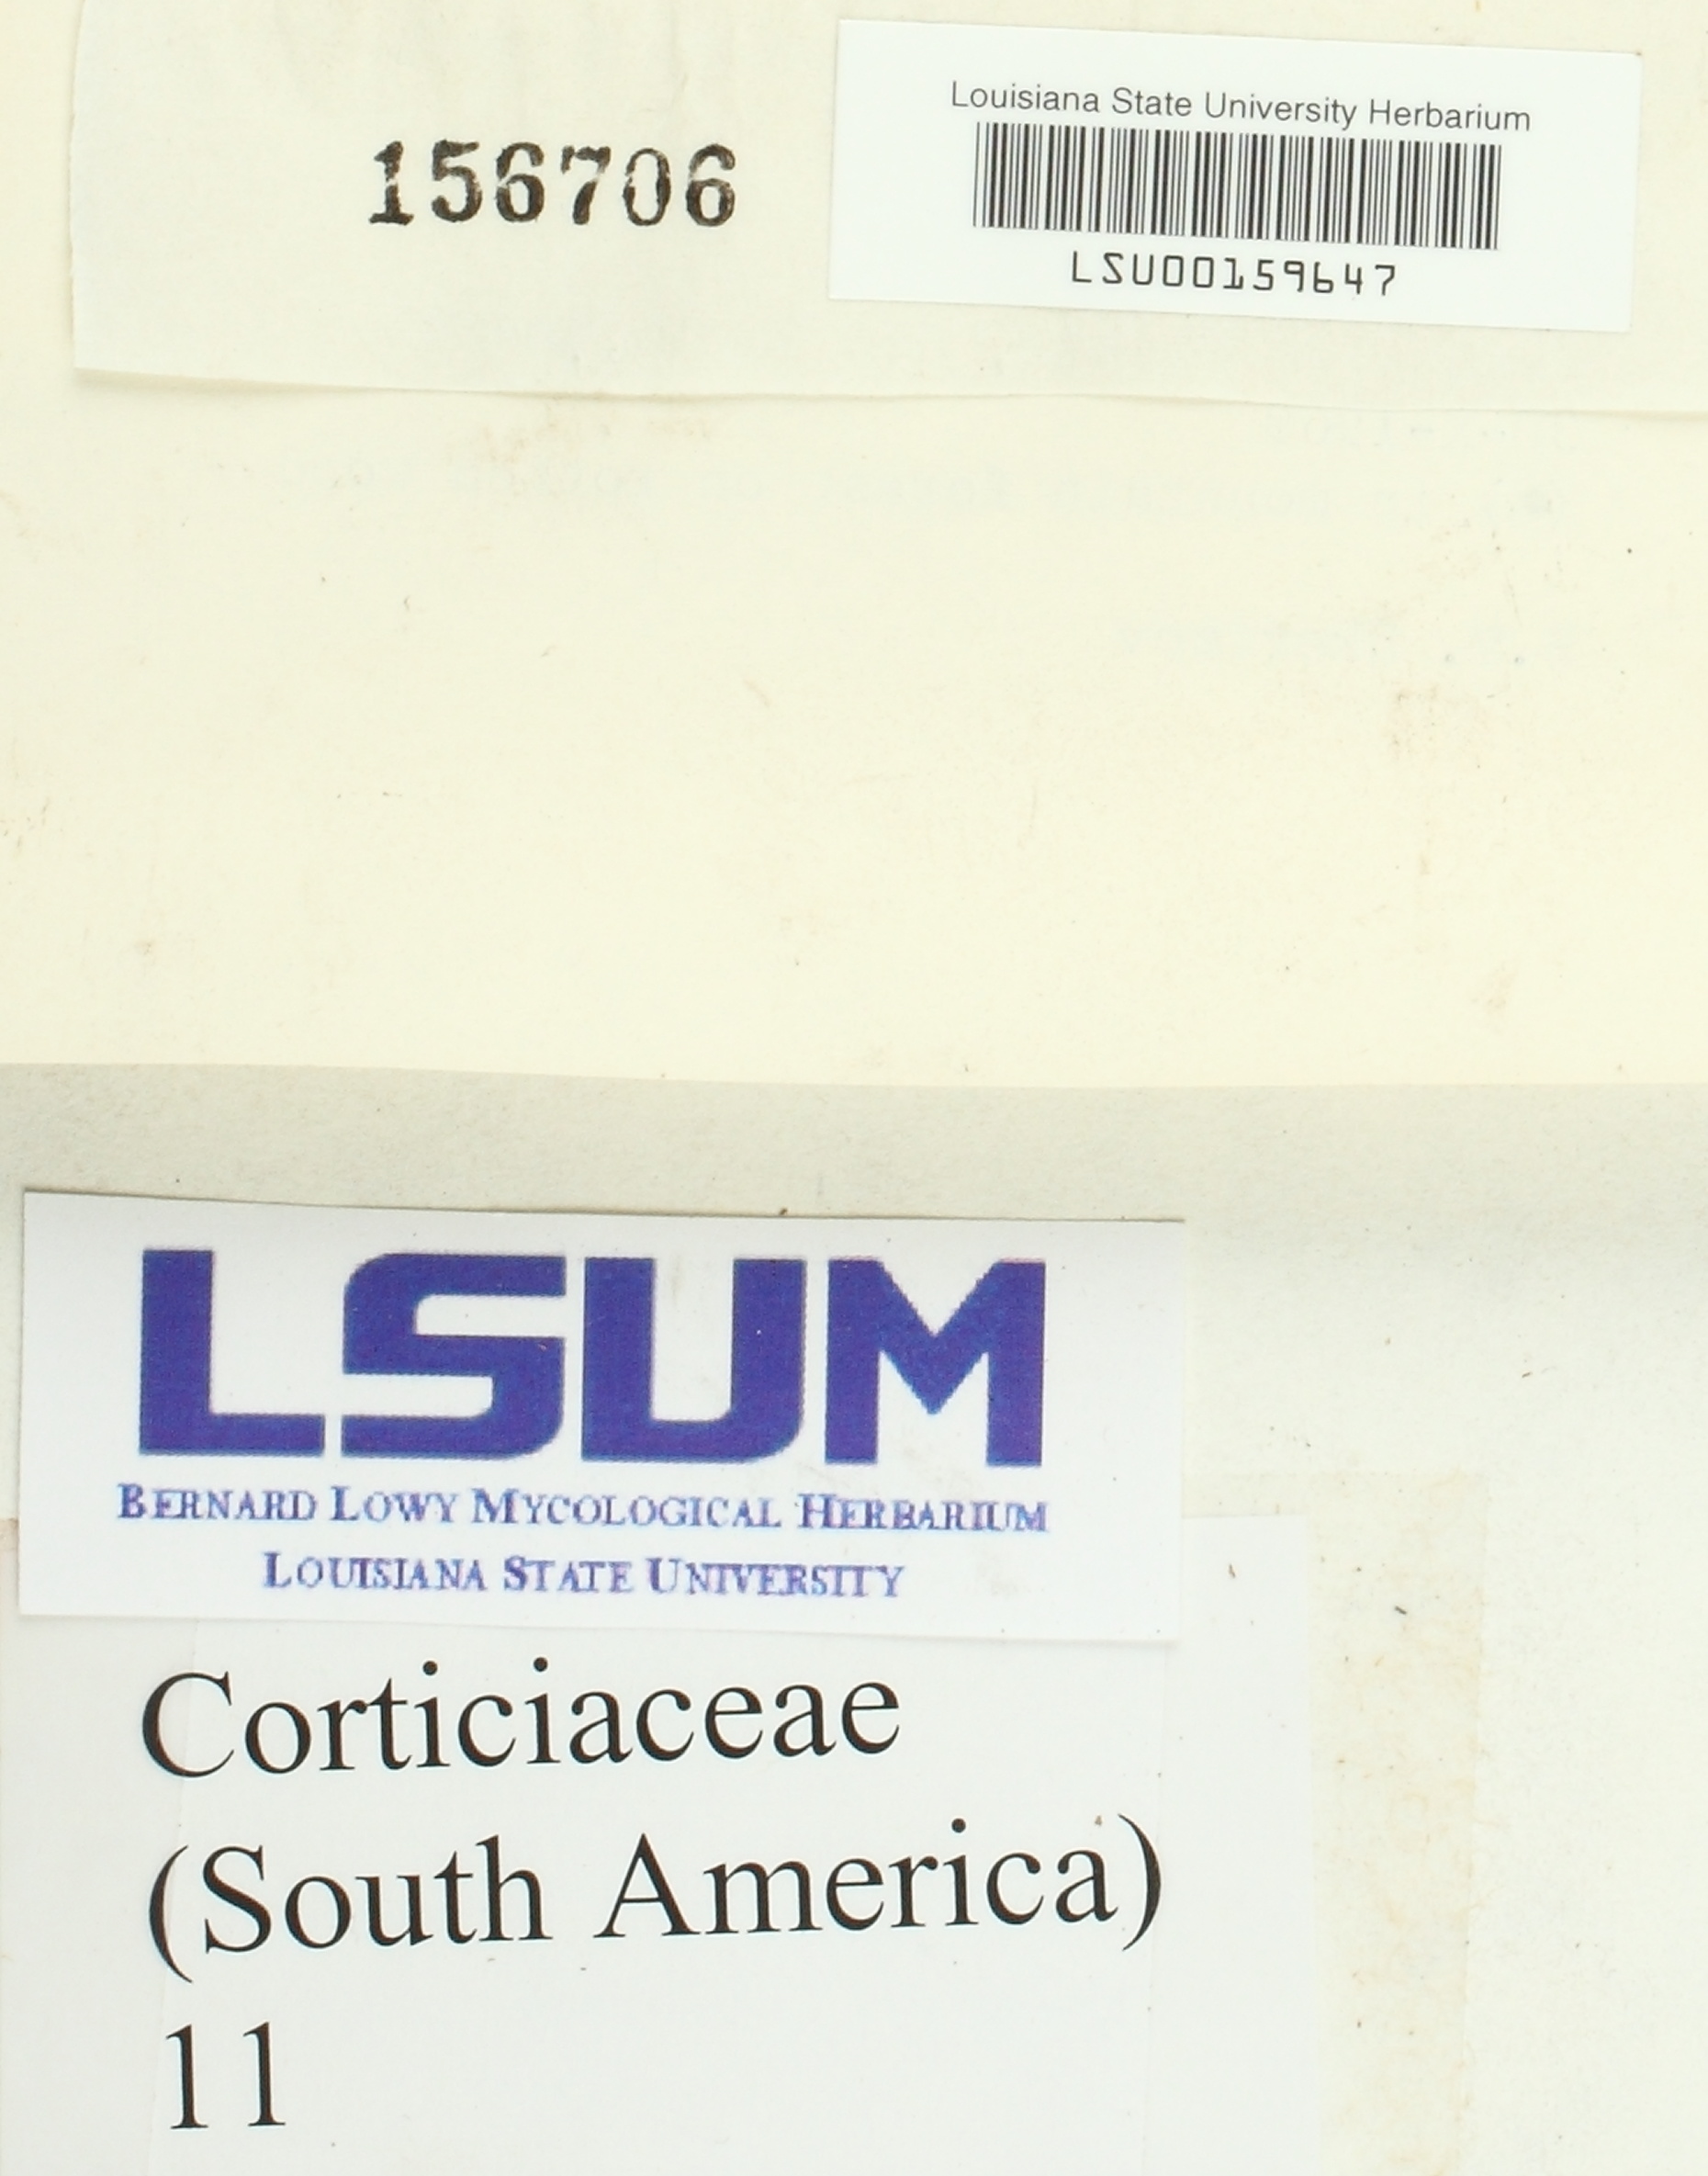 156706
Louisiana State University Herbarium
LSU00159647
LSUM
BERNARD LOWY MYCOLOGICAL HERBARIUM
LOUISIANA STATE UNIVERSITY
Corticiaceae
(South America)
11